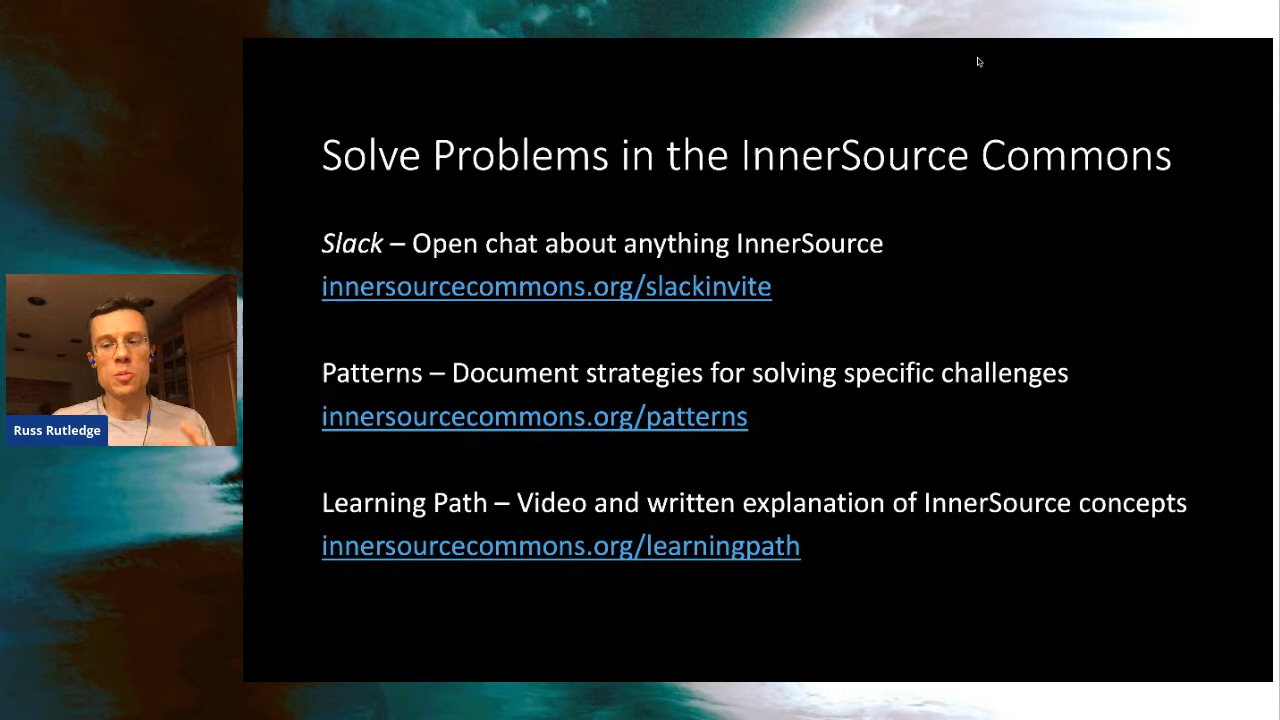 Solve Problems in the InnerSource Commons
Slack – Open chat about anything InnerSource
innersourcecommons.org/slackinvite
Patterns – Document strategies for solving specific challenges
innersourcecommons.org/patterns
Learning Path – Video and written explanation of InnerSource concepts
innersourcecommons.org/learningpath
Russ Rutledge